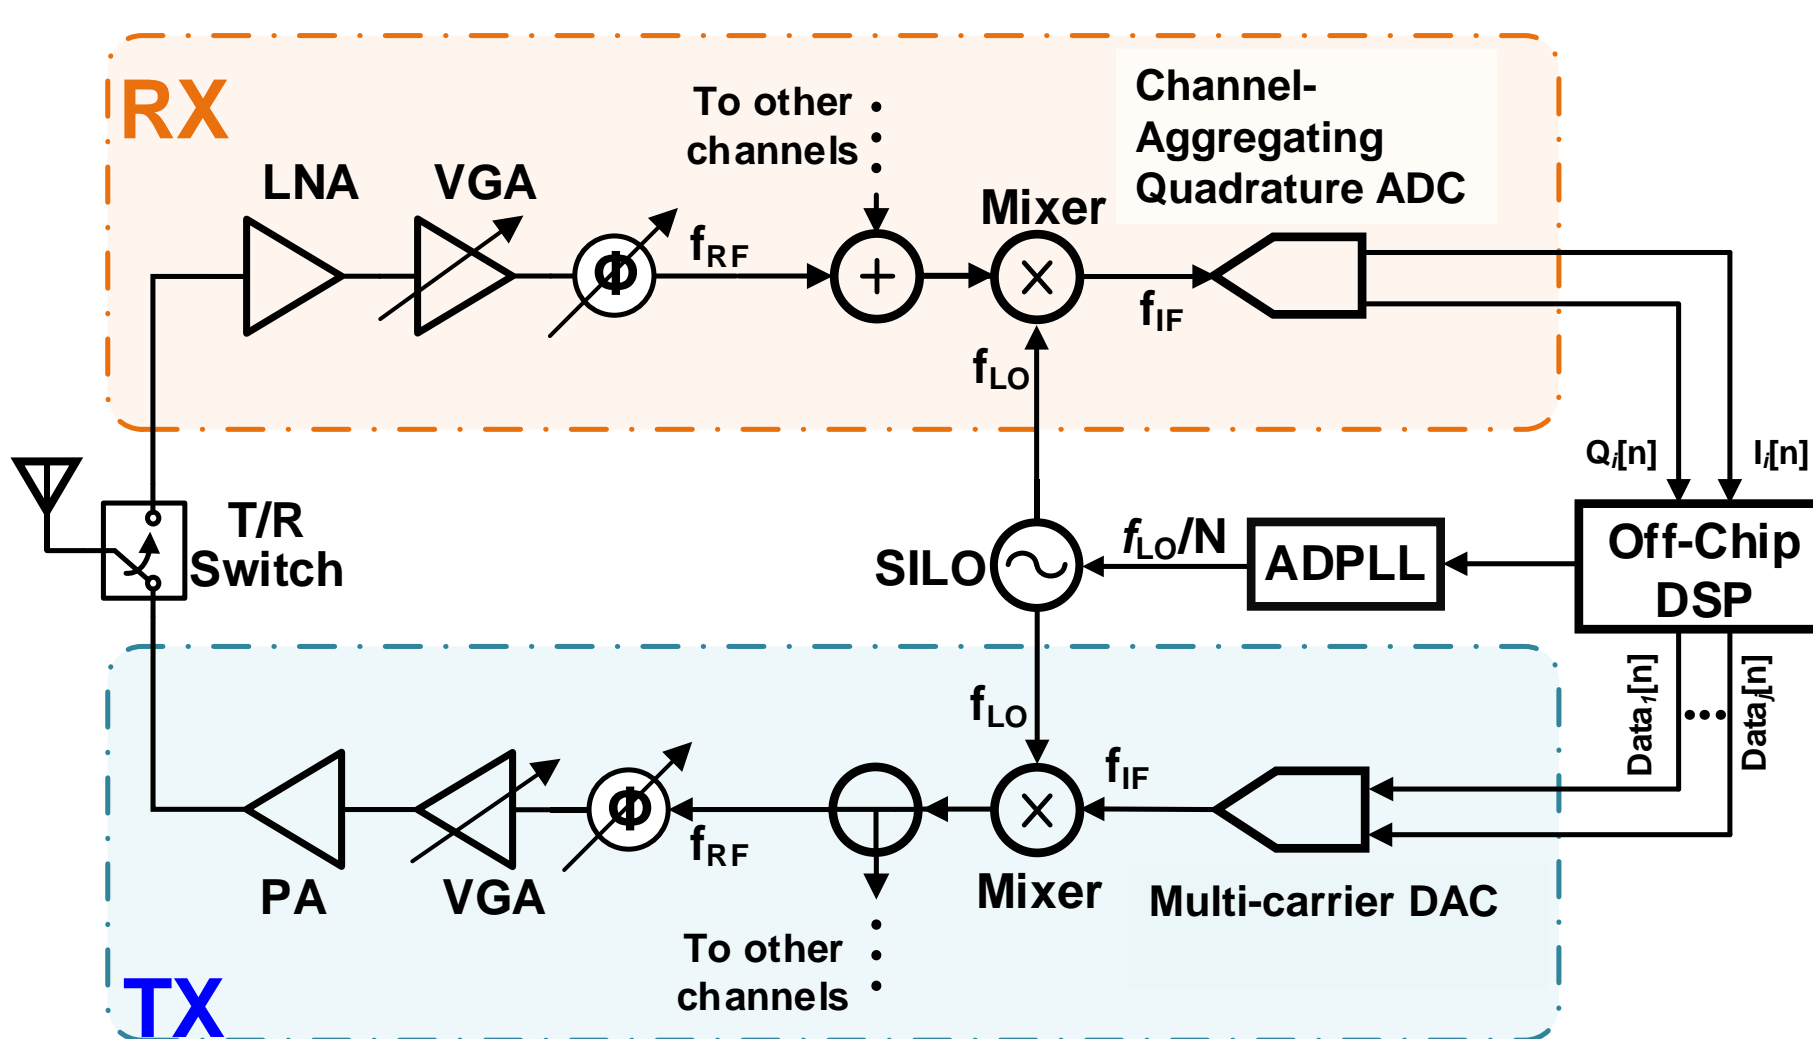 RX
To other
channels
Channel-
Aggregating
Quadrature ADC
LNA
VGA
Mixer
ϕ
fRF
+
×
fIF
fLO
Qi[n]
Ii[n]
T/R
Switch
SILO
fLO/N
ADPLL
Off-Chip
DSP
fLO
Data1[n]
Dataj[n]
fIF
ϕ
fRF
×
PA
VGA
Mixer
Multi-carrier DAC
To other
channels
TX